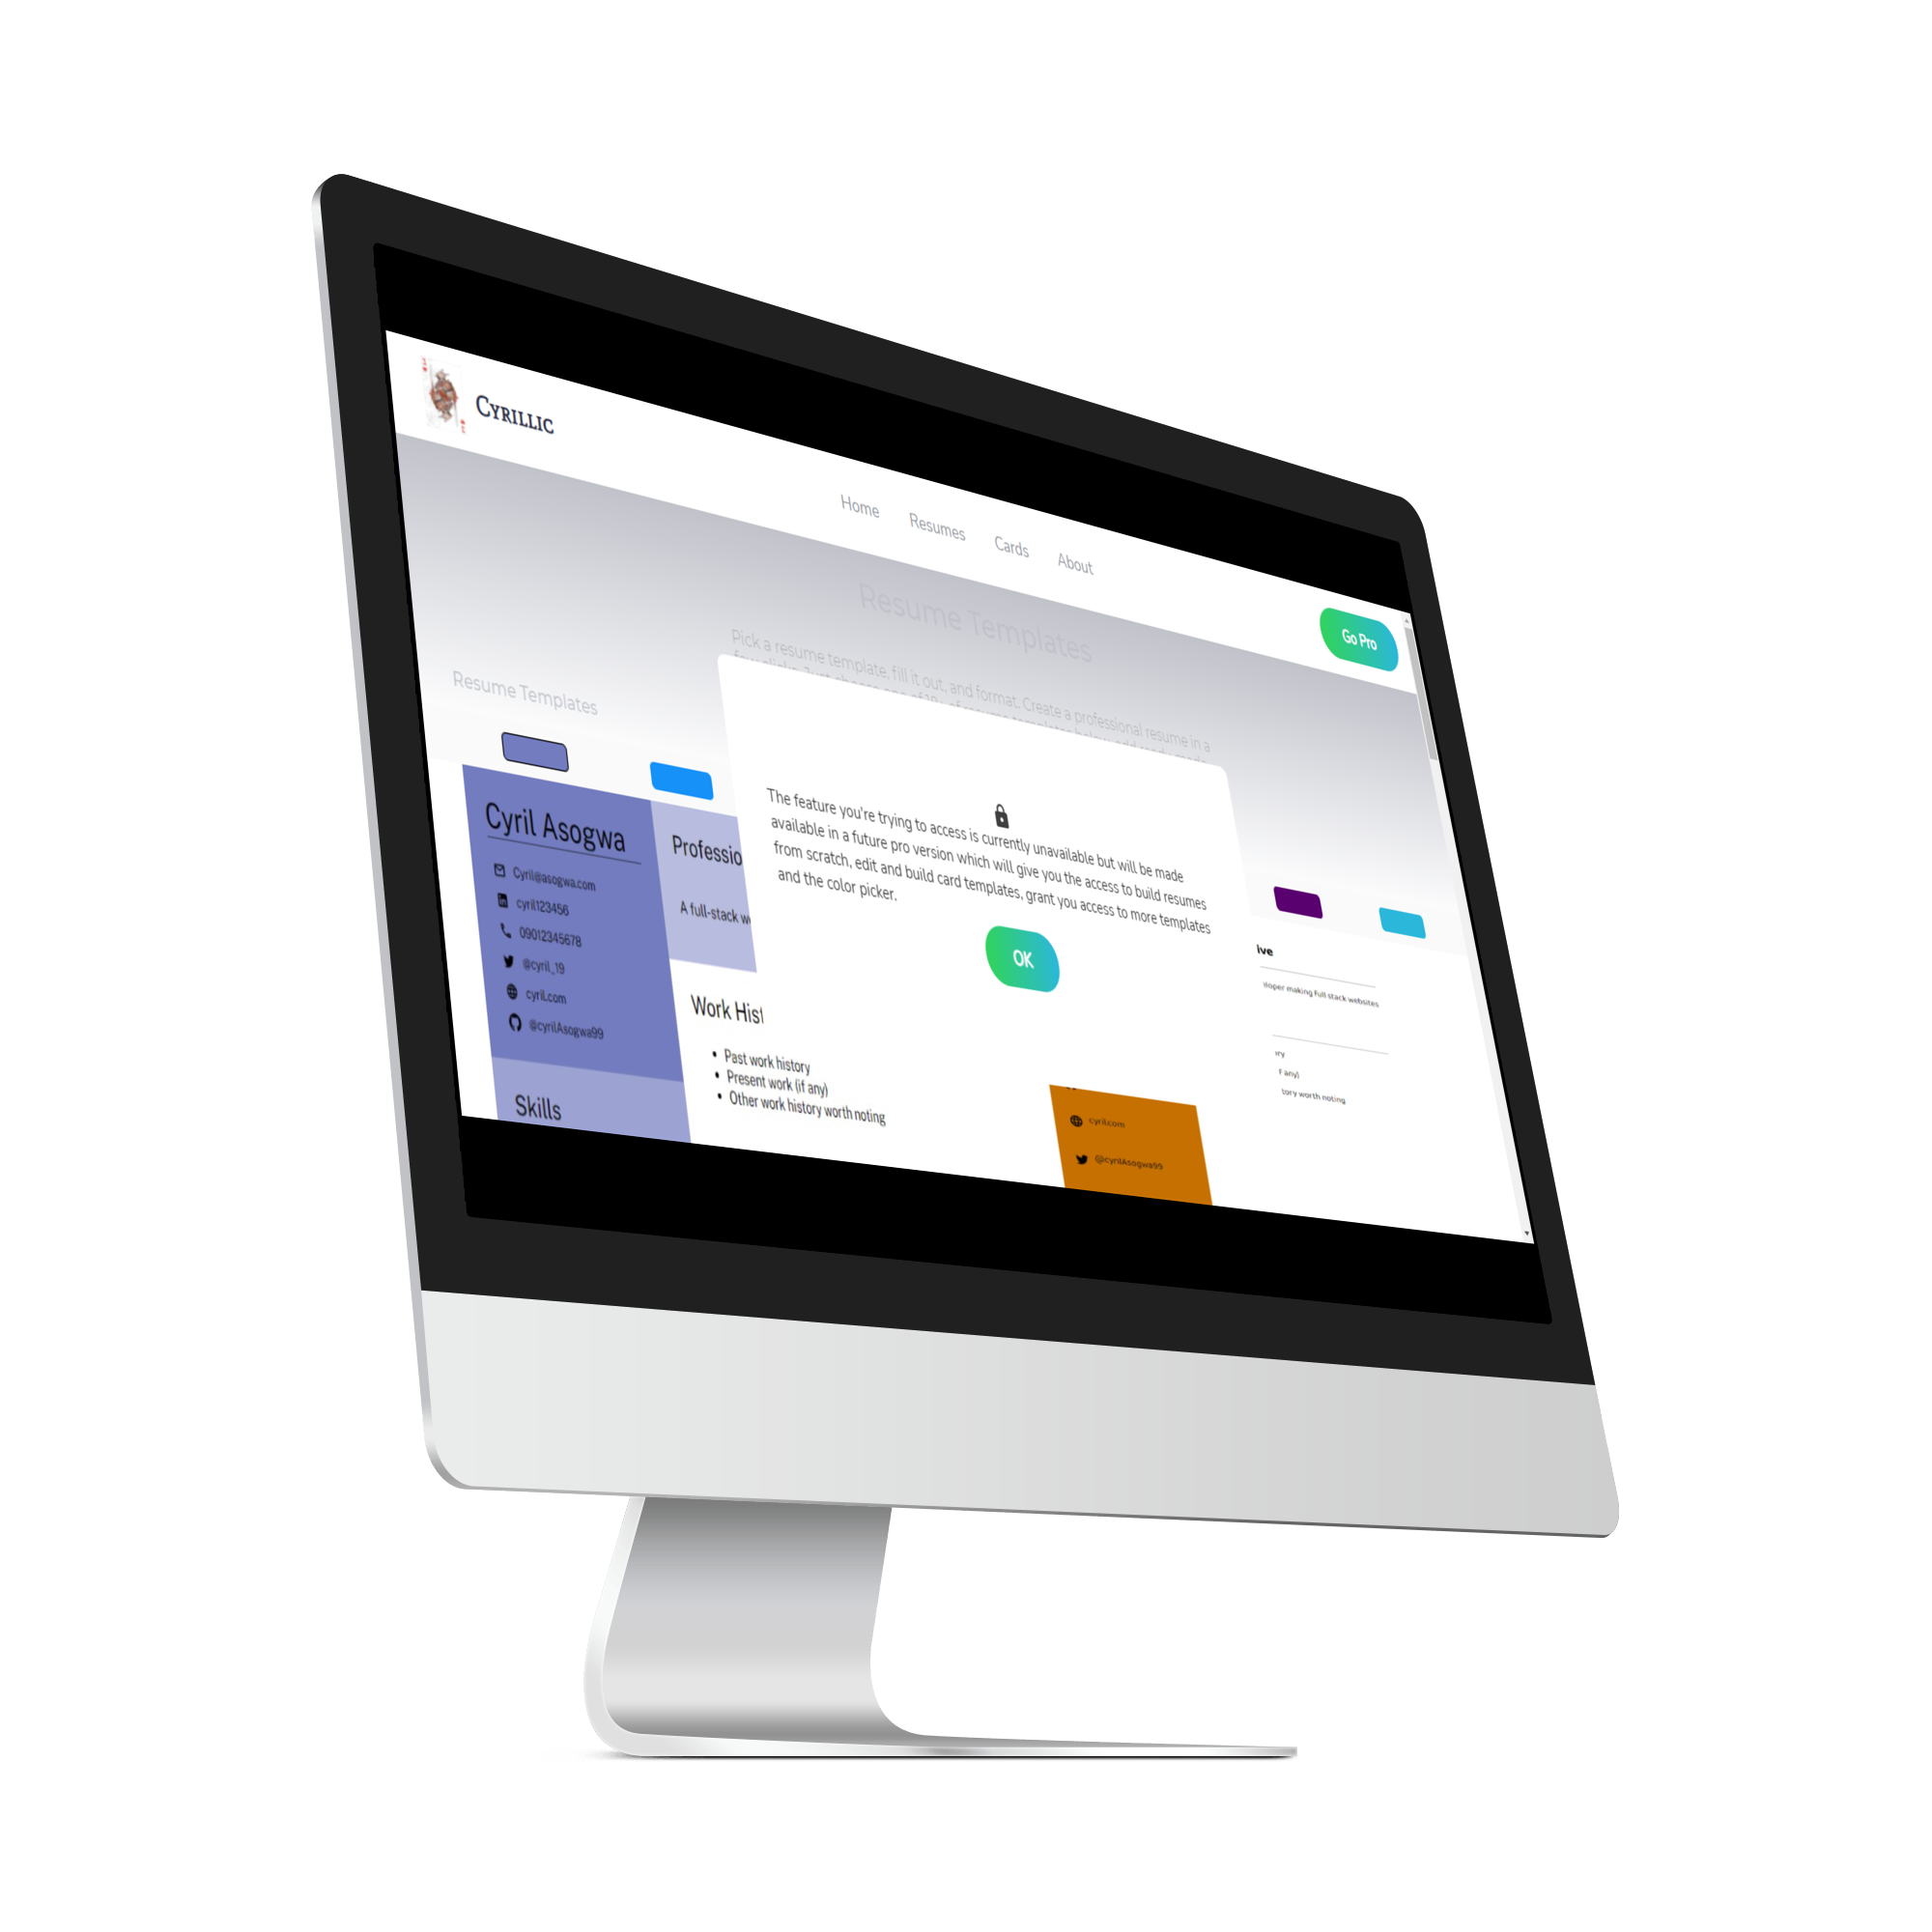 Cyrillic
Home
Resumes
Cards
About
Go Pro
Resume Templates
Pick a resume template, fill it out, and format. Create a professional resume in a
Resume Templates
The feature you're trying to access is currently unavailable but will be made
available in a future pro version which will give you the access to build resumes
from scratch, edit and build card templates, grant you access to more templates
and the color picker.
OK
Cyril Asogwa
Cyril@asogwa.com
cyril123456
09012345678
@cyril_19
cyril.com
@cyrilAsogwa99
Skills
Professio
A full-stack
Work Hist
• Past work history
• Present work (if any)
• Other work history worth noting
cyril.com
@cyrilAsogwa99
ive
loper making full stack websites
ry
f any)
tory worth noting